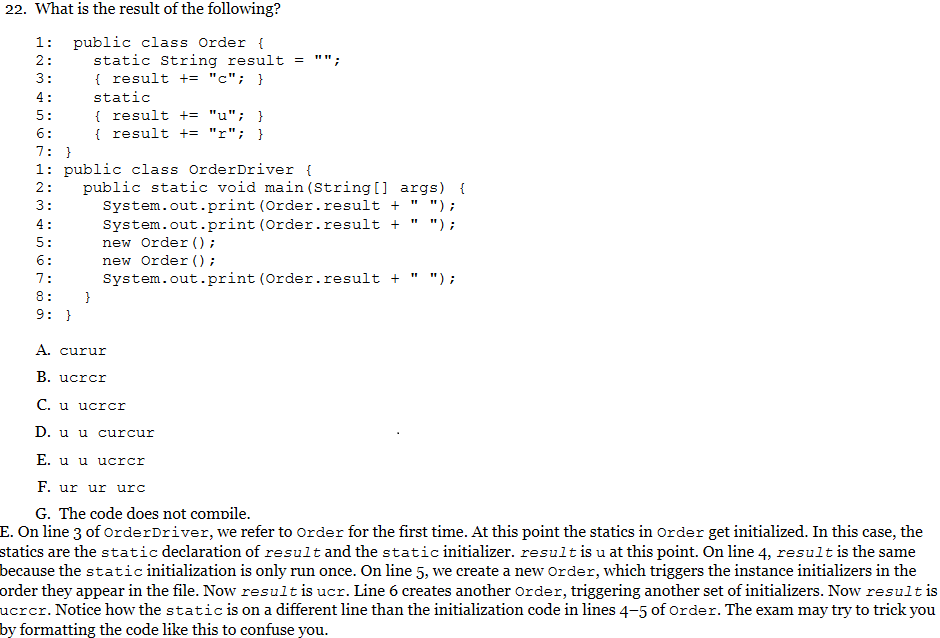 22. What is the result of the following?
1: public class Order {
2: static String result = "";
3: { result += "c"; }
4: static
5: { result += "u"; }
6: { result += "r"; }
7: }
1: public class OrderDriver {
2: public static void main(String[] args) {
3: System.out.print(Order.result + " ");
4: System.out.print(Order.result + " ");
5: new Order();
6: new Order();
7: System.out.print(Order.result + " ");
8: }
9: }
A. curur
B. ucrcr
C. u ucrcr
D. u u curcur
E. u u ucrcr
F. ur ur urc
G. The code does not compile.
E. On line 3 of OrderDriver, we refer to Order for the first time. At this point the statics in Order get initialized. In this case, the
statics are the static declaration of result and the static initializer. result is u at this point. On line 4, result is the same
because the static initialization is only run once. On line 5, we create a new Order, which triggers the instance initializers in the
order they appear in the file. Now result is ucr. Line 6 creates another Order, triggering another set of initializers. Now result is
ucrcr. Notice how the static is on a different line than the initialization code in lines 4–5 of Order. The exam may try to trick you
by formatting the code like this to confuse you.